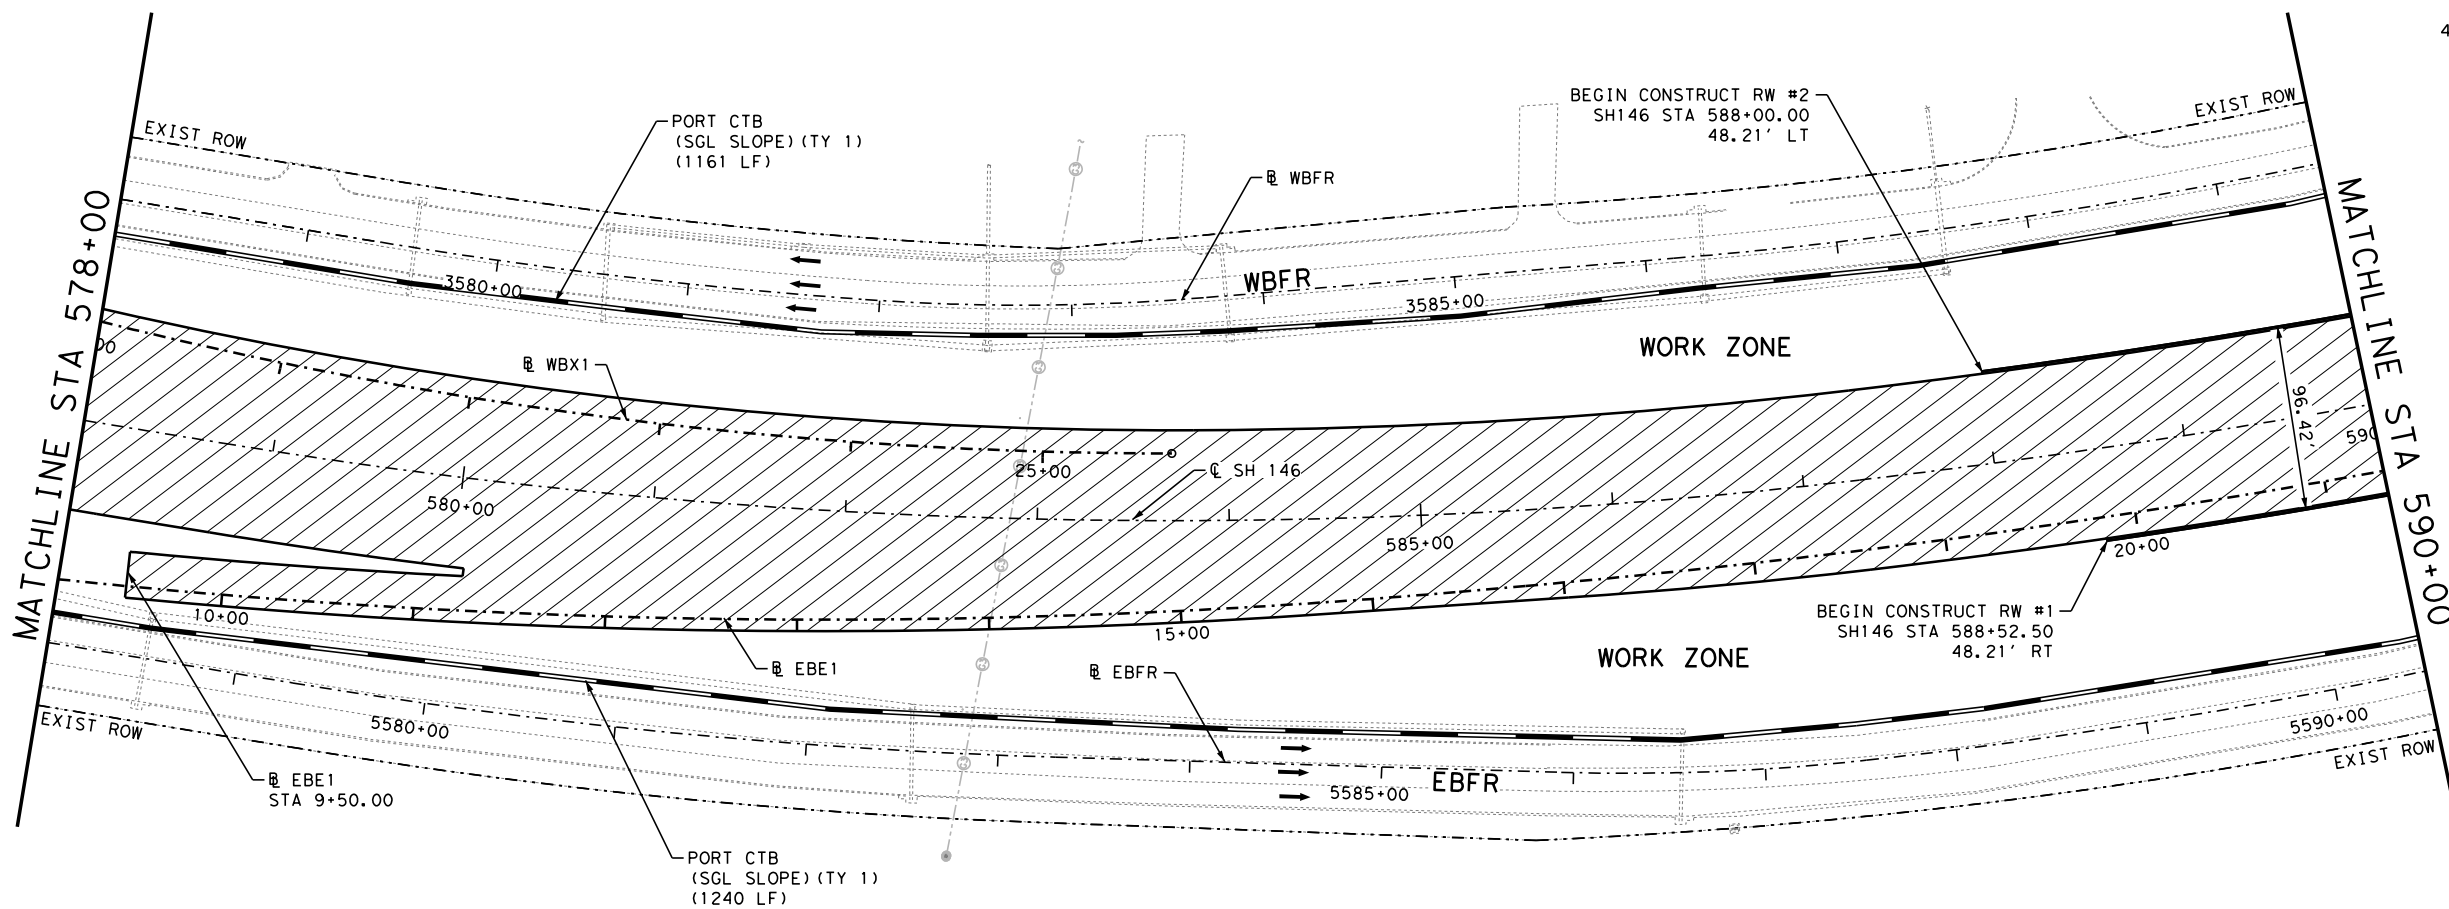 4
BEGIN CONSTRUCT RW #2
SH146 STA 588+00.00
48.21' LT
EXIST ROW
PORT CTB
(SGL SLOPE)(TY 1)
(1161 LF)
EXIST ROW
℄ WBFR
MATCHLINE STA 578+00
MATCHLINE STA 590+00
3580+00
WBFR
3585+00
WORK ZONE
00
℄ WBX1
96.42'
590
25+00
℄ SH 146
580+00
585+00
20+00
10+00
15+00
BEGIN CONSTRUCT RW #1
SH146 STA 588+52.50
48.21' RT
WORK ZONE
℄ EBE1
℄ EBFR
EXIST ROW
5580+00
5590+00
EXIST ROW
℄ EBE1
STA 9+50.00
5585+00
EBFR
PORT CTB
(SGL SLOPE)(TY 1)
(1240 LF)